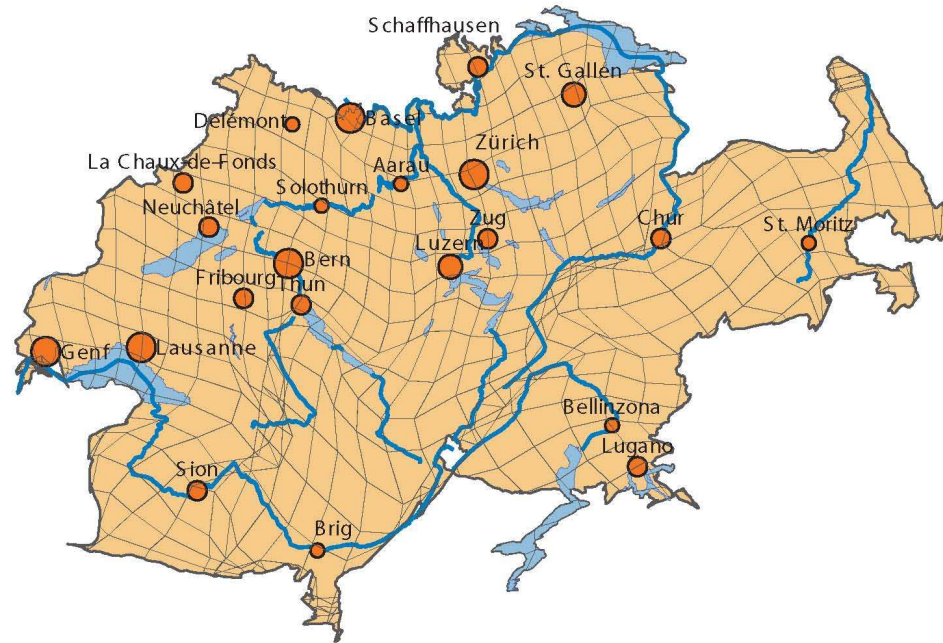 Schaffhausen
St. Gallen
Delémont
Basel
Zürich
La Chaux-de-Fonds
Aarau
Solothurn
Neuchâtel
Zug
Chur
St. Moritz
Luzern
Bern
Fribourg
Thun
Genf
Lausanne
Bellinzona
Lugano
Sion
Brig